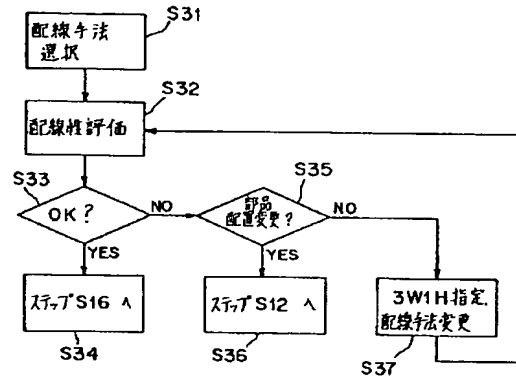 S31
配線手法
選択
S32
配線性評価
S33
OK?
NO
YES
S35
部品
配置変更?
NO
YES
ステップS16へ
S34
ステップS12へ
S36
3W1H指定,
配線手法変更
S37